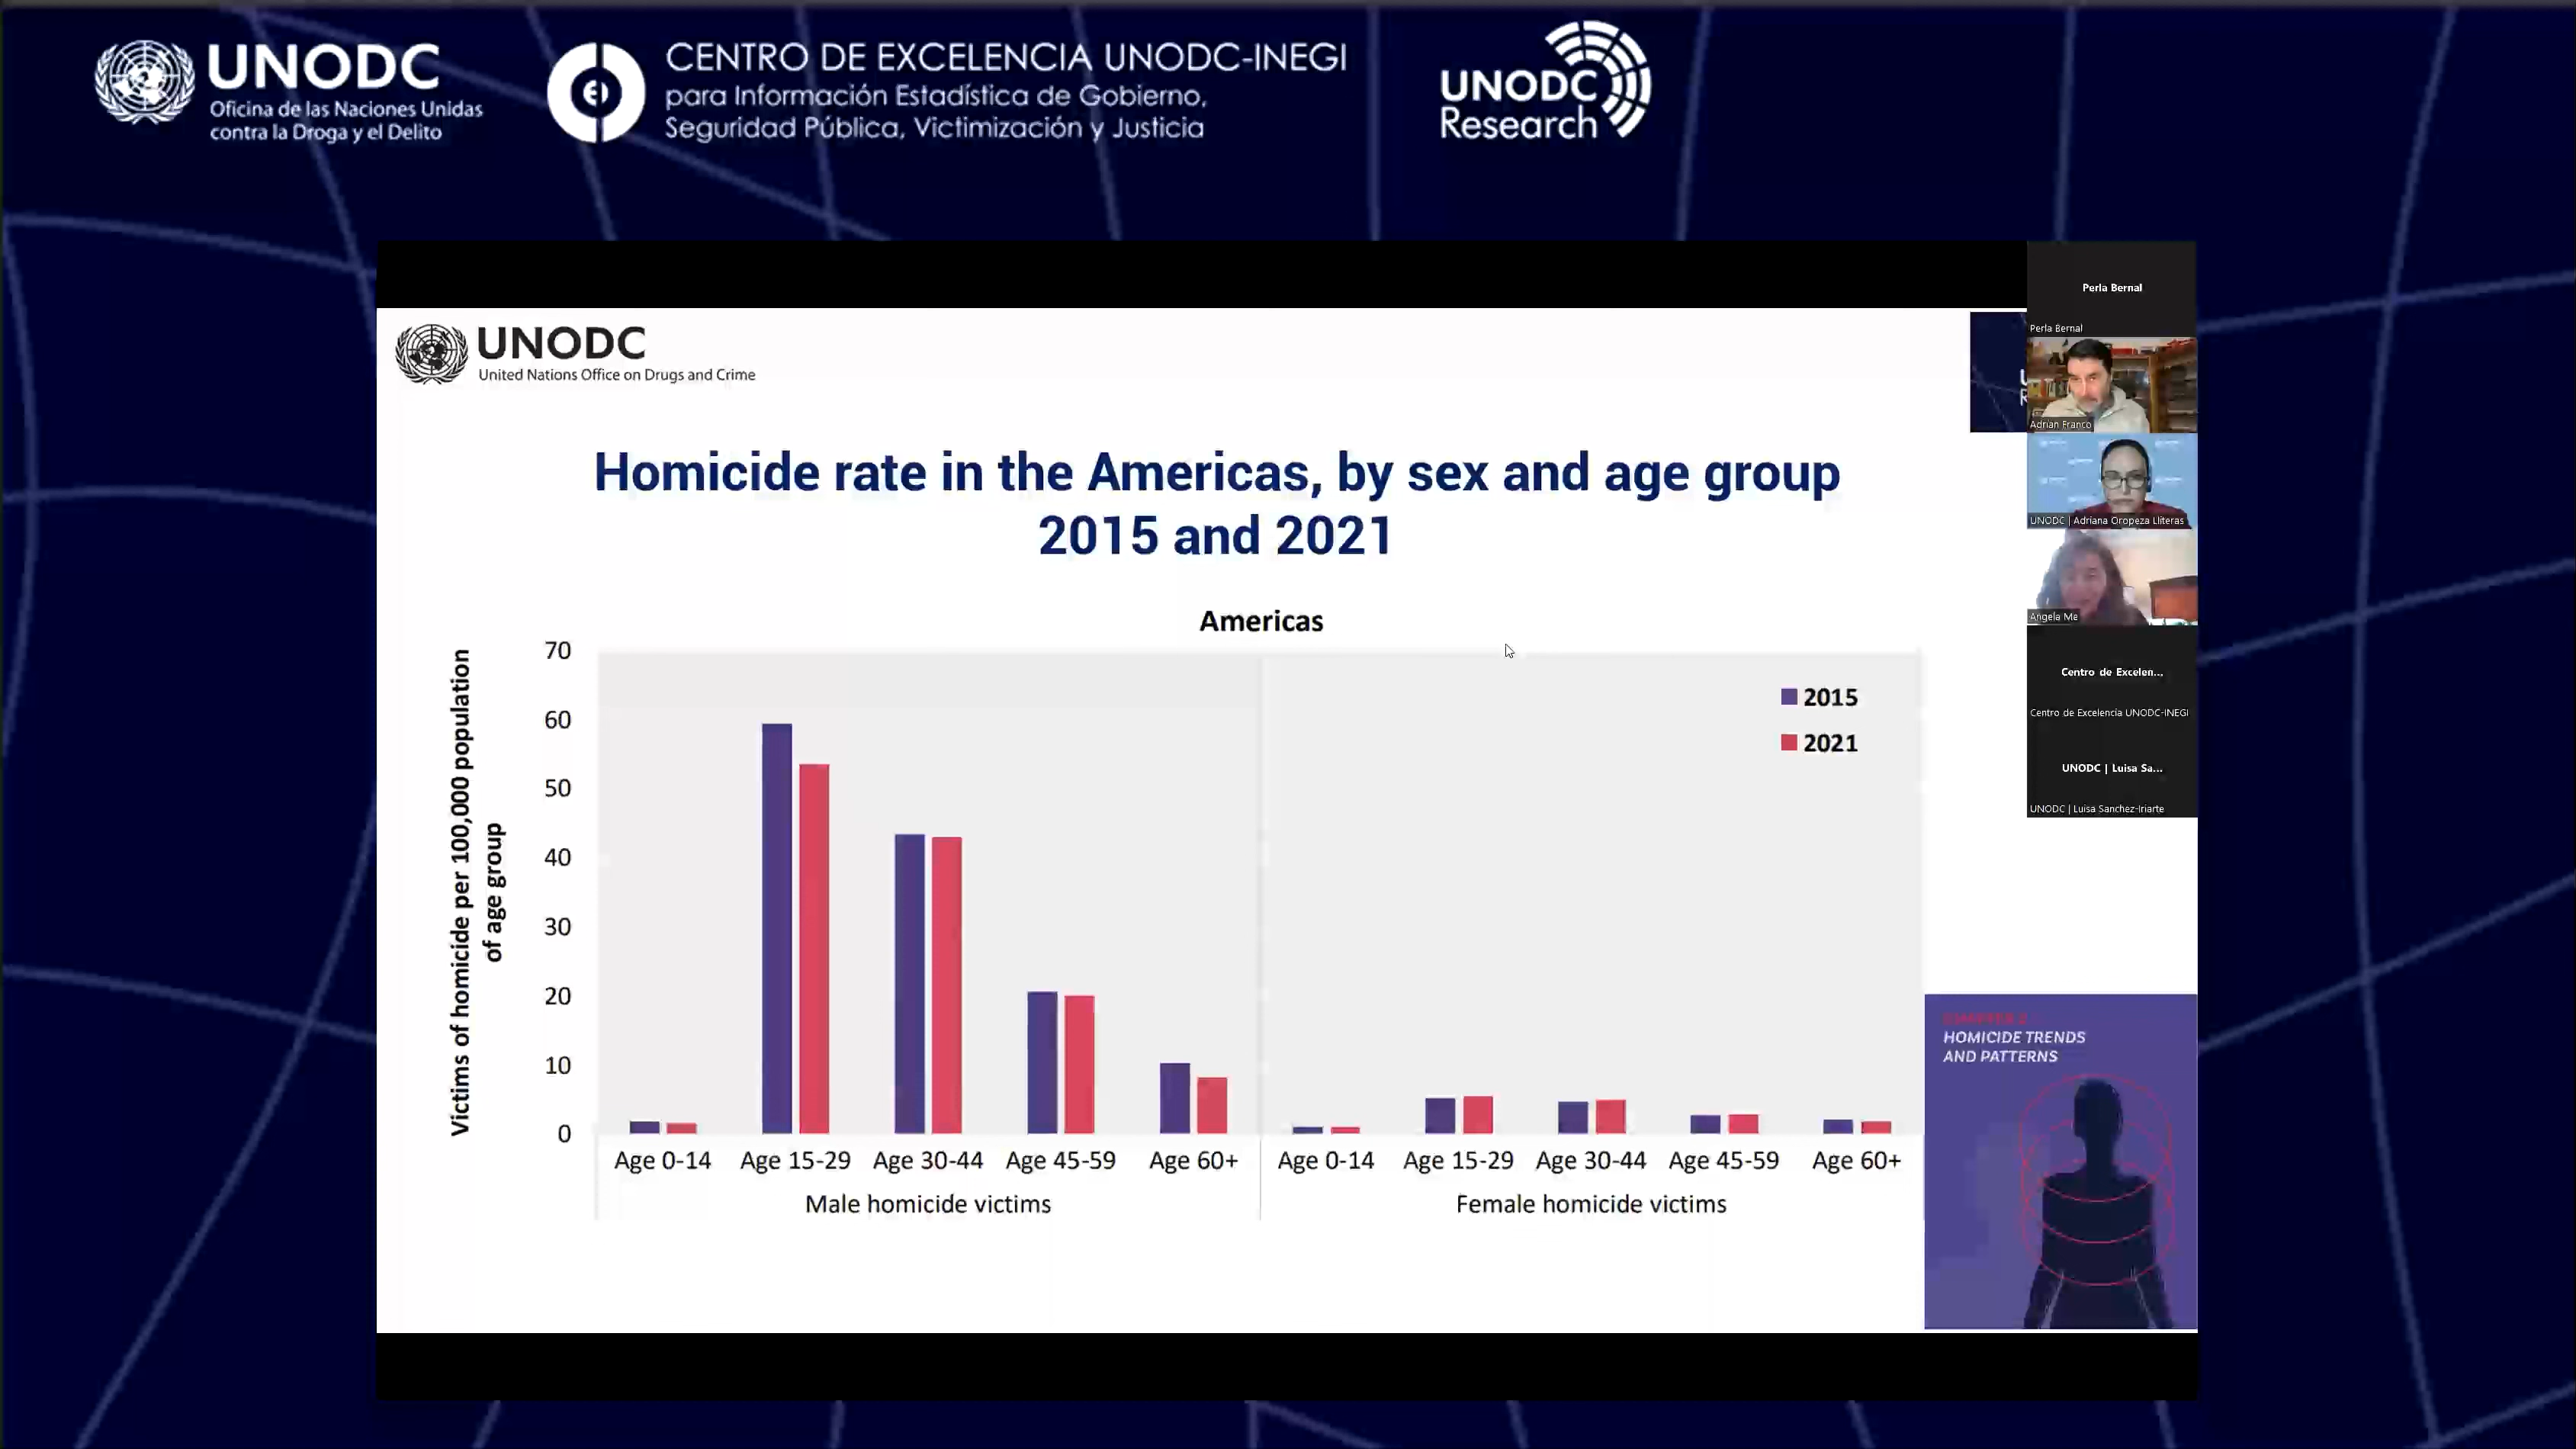 UNODC
Oficina de las Naciones Unidas
contra la Droga y el Delito
CENTRO DE EXCELENCIA UNODC-INEGI
para Información Estadística de Gobierno,
Seguridad Pública, Victimización y Justicia
UNODC
Research
UNODC
United Nations Office on Drugs and Crime
Homicide rate in the Americas, by sex and age group
2015 and 2021
Americas
Victims of homicide per 100,000 population
of age group
70
60
50
40
30
20
10
0
2015
2021
Age 0-14 Age 15-29 Age 30-44 Age 45-59 Age 60+ Age 0-14 Age 15-29 Age 30-44 Age 45-59 Age 60+
Male homicide victims Female homicide victims
Perla Bernal
Perla Bernal
Adrián Franco
UNODC | Adriana Oropeza Lliteras
Angela Me
Centro de Excelen...
Centro de Excelencia UNODC-INEGI
UNODC | Luisa Sa...
UNODC | Luisa Sanchez-Iriarte
HOMICIDE TRENDS
AND PATTERNS